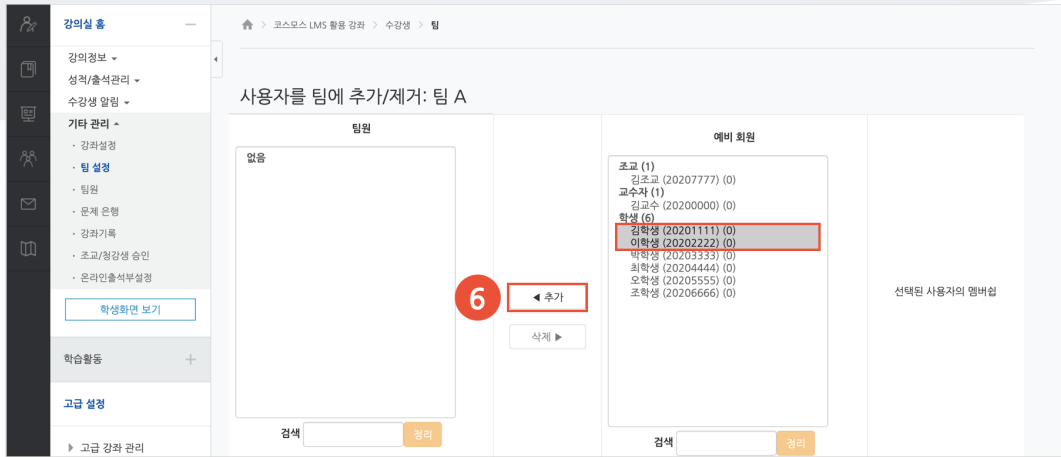 강의실 홈
강의정보
성적/출석관리
수강생 알림
기타 관리
· 강좌설정
· 팀 설정
· 팀원
· 문제 은행
· 강좌기록
· 조교/청강생 승인
· 온라인출석부설정
학생화면 보기
학습활동
고급 설정
고급 강좌 관리
코스모스 LMS 활용 강좌 > 수강생 > 팀
사용자를 팀에 추가/제거: 팀 A
팀원
없음
검색 정리
6
◀ 추가
삭제 ▶
예비 회원
조교 (1)
김조교 (20207777) (0)
교수자 (1)
김교수 (20200000) (0)
학생 (6)
김학생 (20201111) (0)
이학생 (20202222) (0)
박학생 (20203333) (0)
최학생 (20204444) (0)
오학생 (20205555) (0)
조학생 (20206666) (0)
검색 정리
선택된 사용자의 멤버쉽